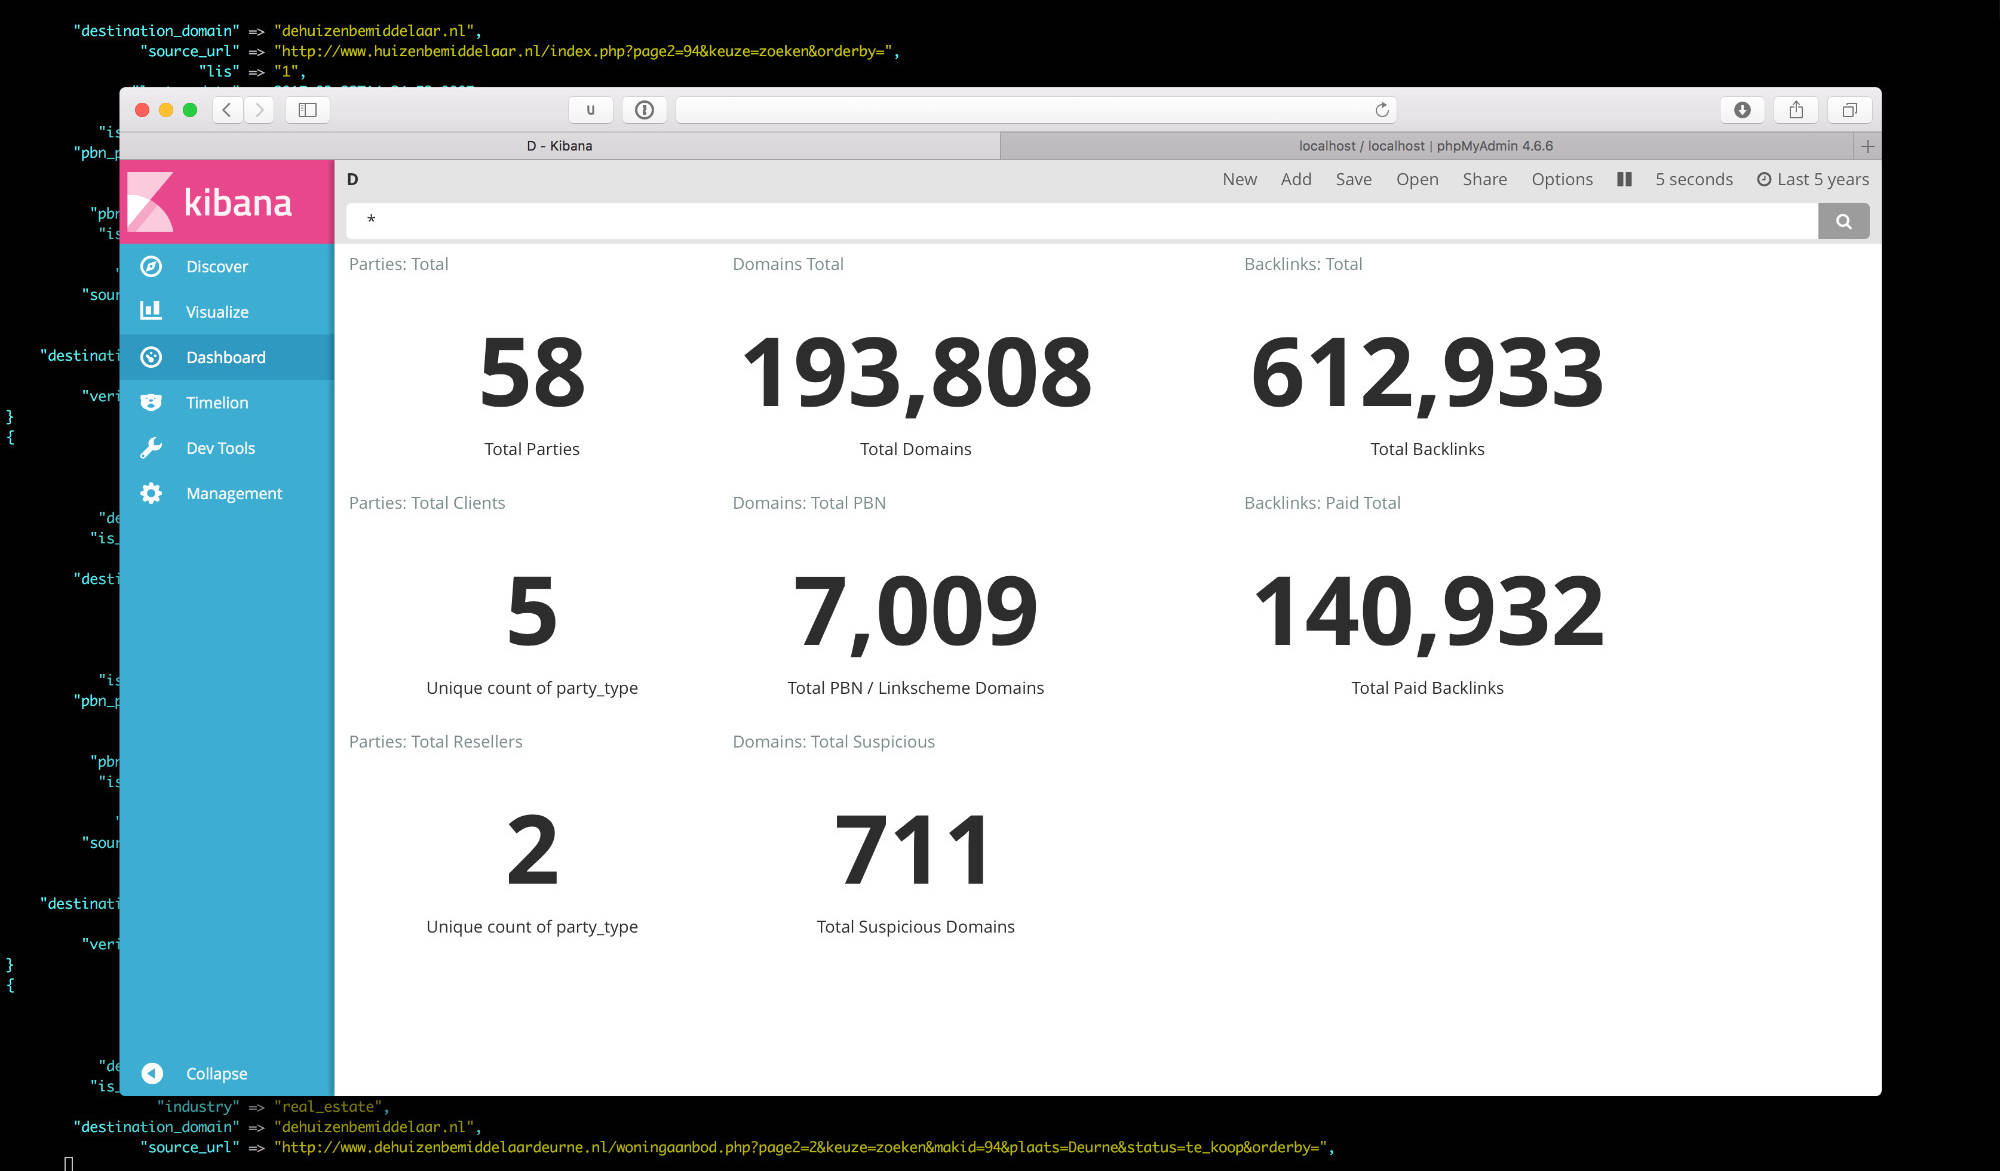 "destination_domain" => "dehuizenbemiddelaar.nl",
"source_url" => "http://www.huizenbemiddelaar.nl/index.php?page2=94&keuze=zoeken&orderby=",
"lis" => "1",
u
D - Kibana
localhost / localhost | phpMyAdmin 4.6.6
"is
"pbn_p
kibana
D
New Add Save Open Share Options 5 seconds Last 5 years
*
"pbn
"is
Discover
Parties: Total Domains Total Backlinks: Total
"sour
Visualize
"destinati
Dashboard
58 193,808 612,933
"veri
Timelion
}
{
Dev Tools
Total Parties Total Domains Total Backlinks
Management
Parties: Total Clients Domains: Total PBN Backlinks: Paid Total
"de
"is_
"desti
5 7,009 140,932
"is
"pbn_p
Unique count of party_type Total PBN / Linkscheme Domains Total Paid Backlinks
Parties: Total Resellers Domains: Total Suspicious
"pbn
"is
"sour
2 711
"destinati
Unique count of party_type Total Suspicious Domains
"veri
}
{
"de
Collapse
"is_
"industry" => "real_estate",
"destination_domain" => "dehuizenbemiddelaar.nl",
"source_url" => "http://www.dehuizenbemiddelaardeurne.nl/woningaanbod.php?page2=2&keuze=zoeken&makid=94&plaats=Deurne&status=te_koop&orderby=",